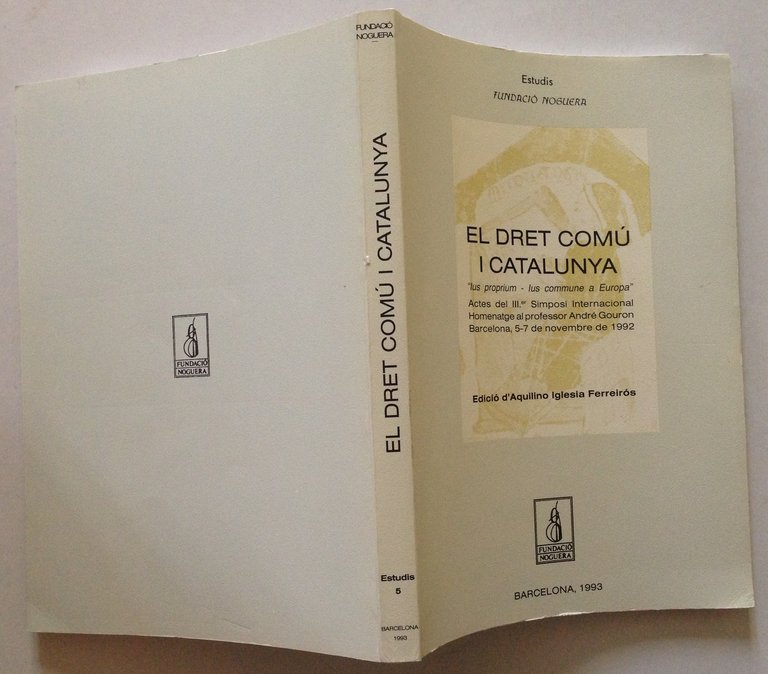 FUNDACIÓ
NOGUERA
FUNDACIÓ
NOGUERA
EL DRET COMÚ I CATALUNYA
Estudis
5
BARCELONA
1993
Estudis
FUNDACIÓ NOGUERA
EL DRET COMÚ
I CATALUNYA
"Ius proprium - Ius commune a Europa"
Actes del III.er Simposi Internacional
Homenatge al professor André Gouron
Barcelona, 5-7 de novembre de 1992
Edició d'Aquilino Iglesia Ferreirós
FUNDACIÓ
NOGUERA
BARCELONA, 1993